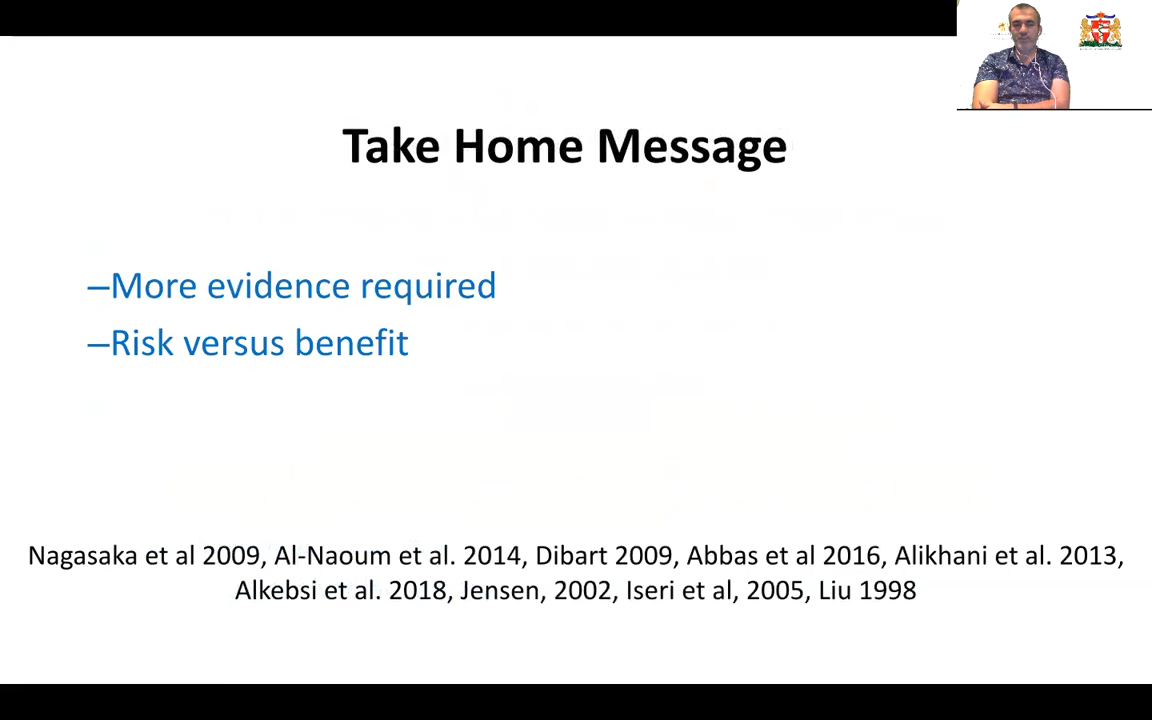 Take Home Message
–More evidence required
–Risk versus benefit
Nagasaka et al 2009, Al-Naoum et al. 2014, Dibart 2009, Abbas et al 2016, Alikhani et al. 2013,
Alkebsi et al. 2018, Jensen, 2002, Iseri et al, 2005, Liu 1998